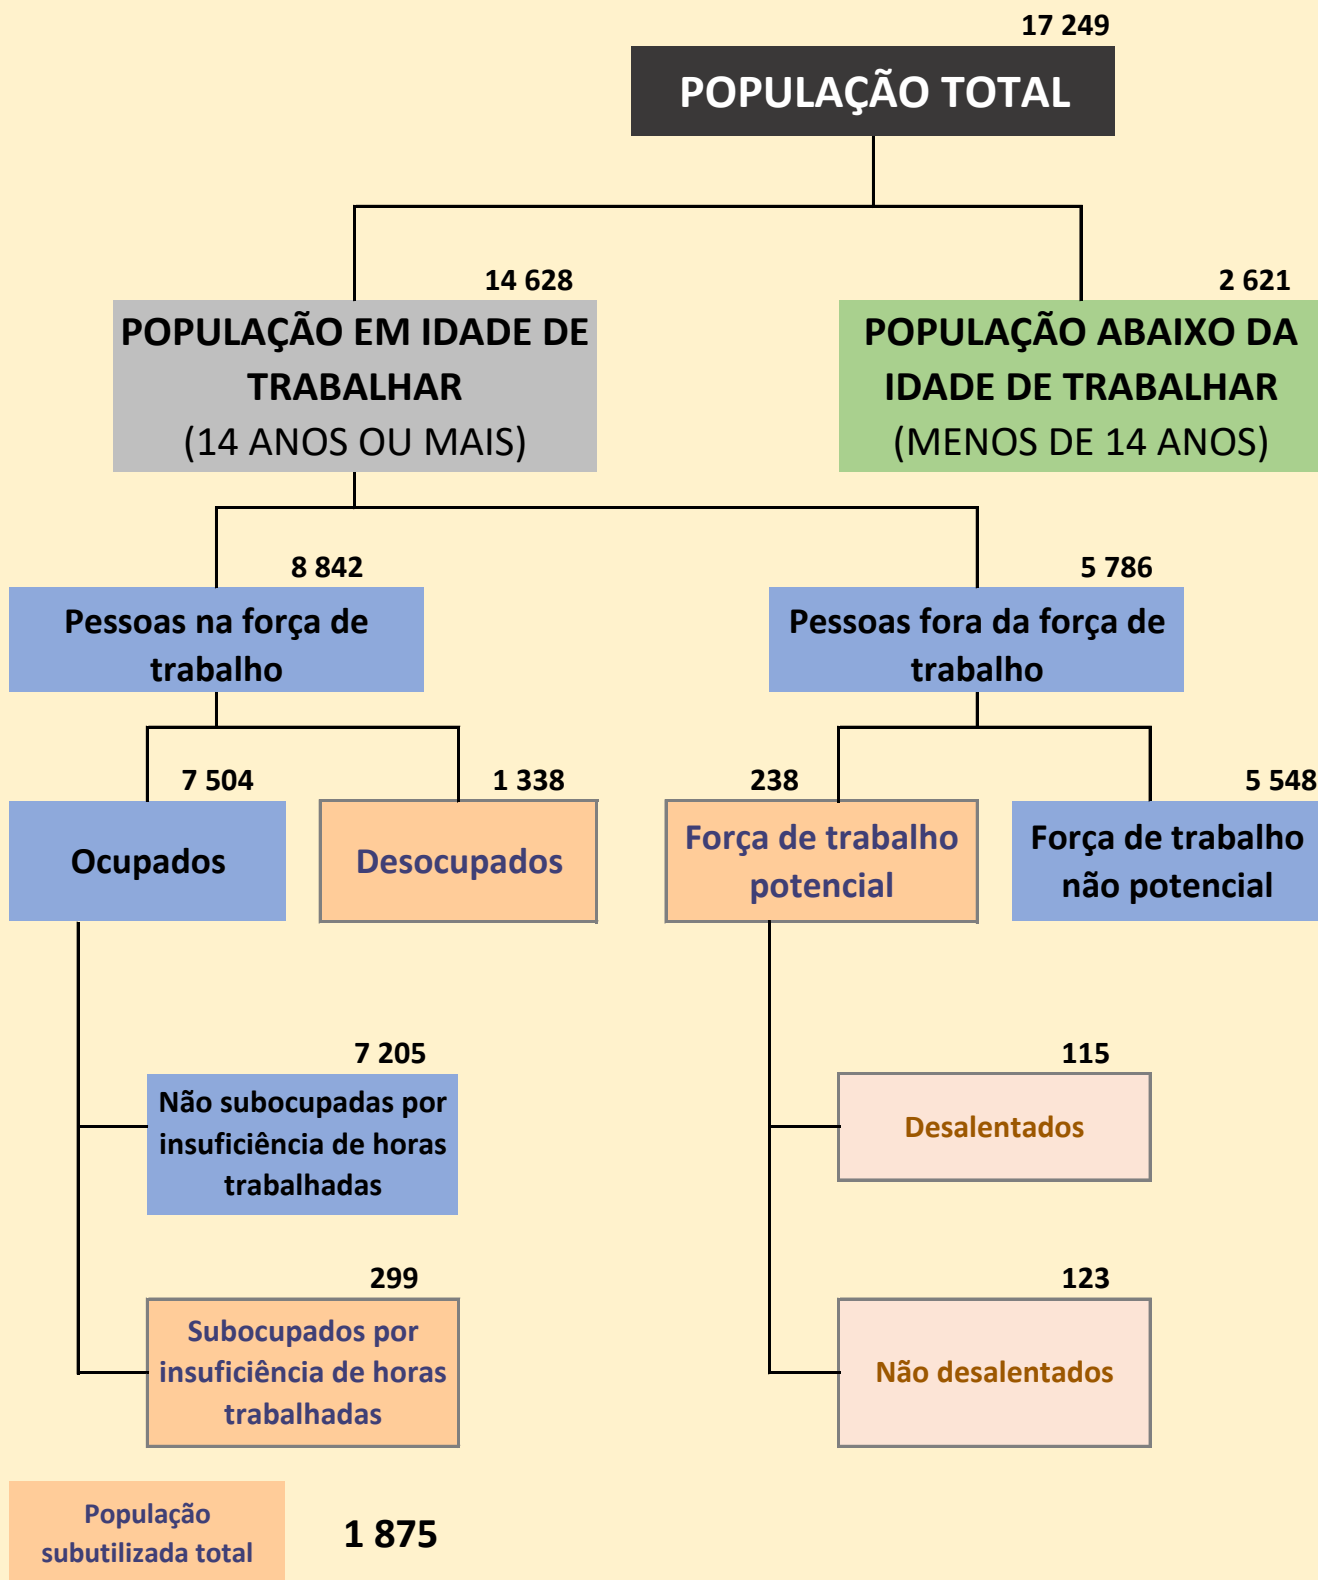 17 249
POPULAÇÃO TOTAL
14 628
POPULAÇÃO EM IDADE DE
TRABALHAR
(14 ANOS OU MAIS)
2 621
POPULAÇÃO ABAIXO DA
IDADE DE TRABALHAR
(MENOS DE 14 ANOS)
8 842
Pessoas na força de
trabalho
5 786
Pessoas fora da força de
trabalho
7 504
Ocupados
1 338
Desocupados
238
Força de trabalho
potencial
5 548
Força de trabalho
não potencial
7 205
Não subocupadas por
insuficiência de horas
trabalhadas
115
Desalentados
299
Subocupados por
insuficiência de horas
trabalhadas
123
Não desalentados
População
subutilizada total
1 875